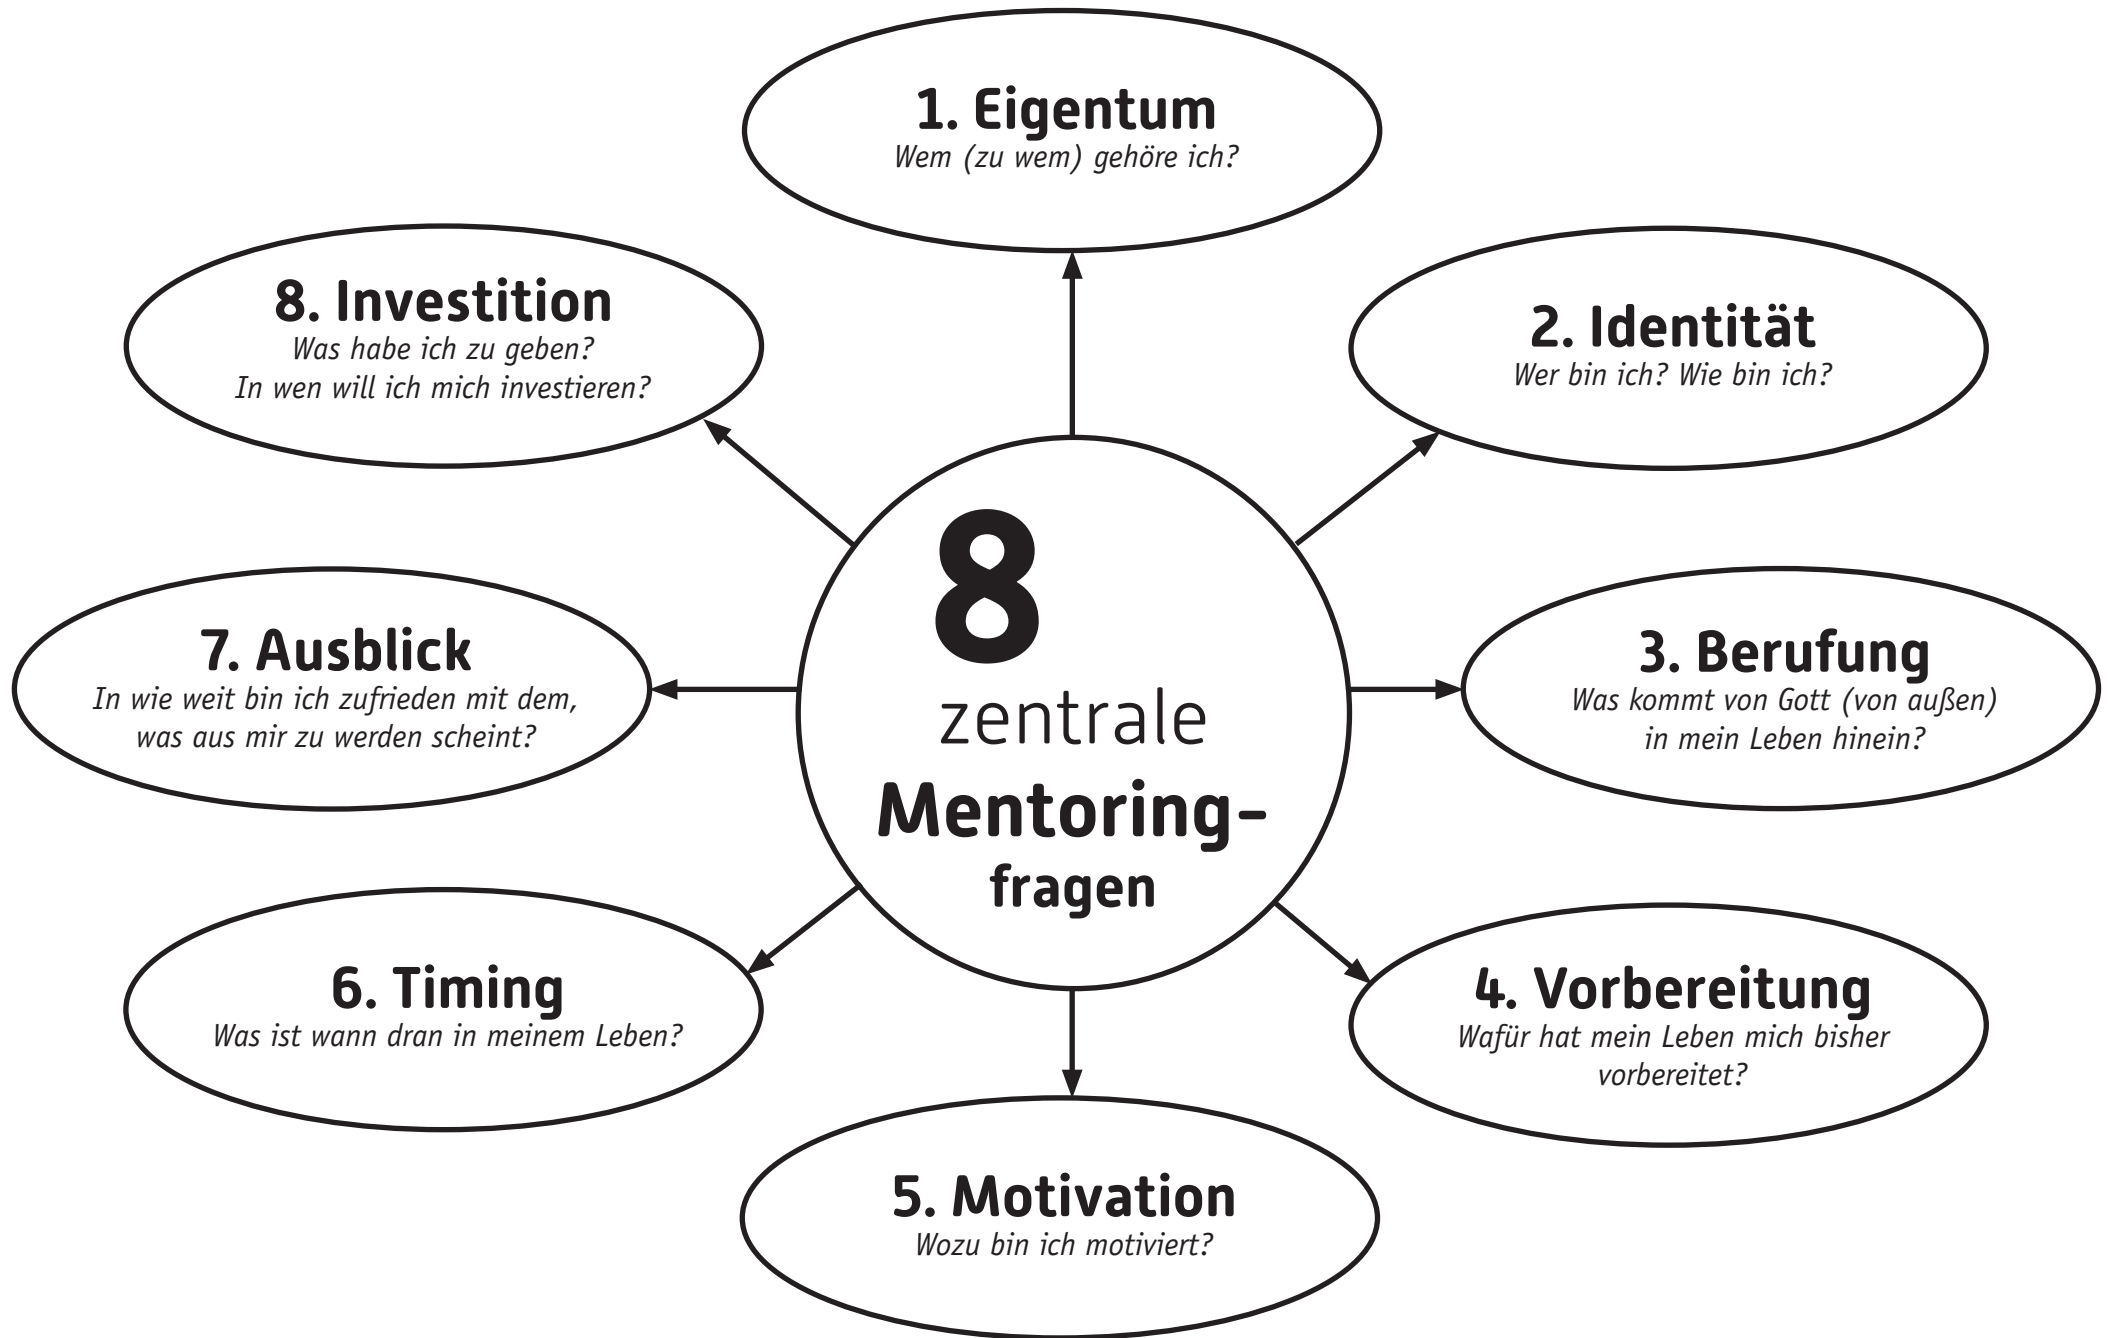 8
zentrale
Mentoring-
fragen
1. Eigentum
Wem (zu wem) gehöre ich?
2. Identität
Wer bin ich? Wie bin ich?
3. Berufung
Was kommt von Gott (von außen)
in mein Leben hinein?
4. Vorbereitung
Wafür hat mein Leben mich bisher
vorbereitet?
5. Motivation
Wozu bin ich motiviert?
6. Timing
Was ist wann dran in meinem Leben?
7. Ausblick
In wie weit bin ich zufrieden mit dem,
was aus mir zu werden scheint?
8. Investition
Was habe ich zu geben?
In wen will ich mich investieren?